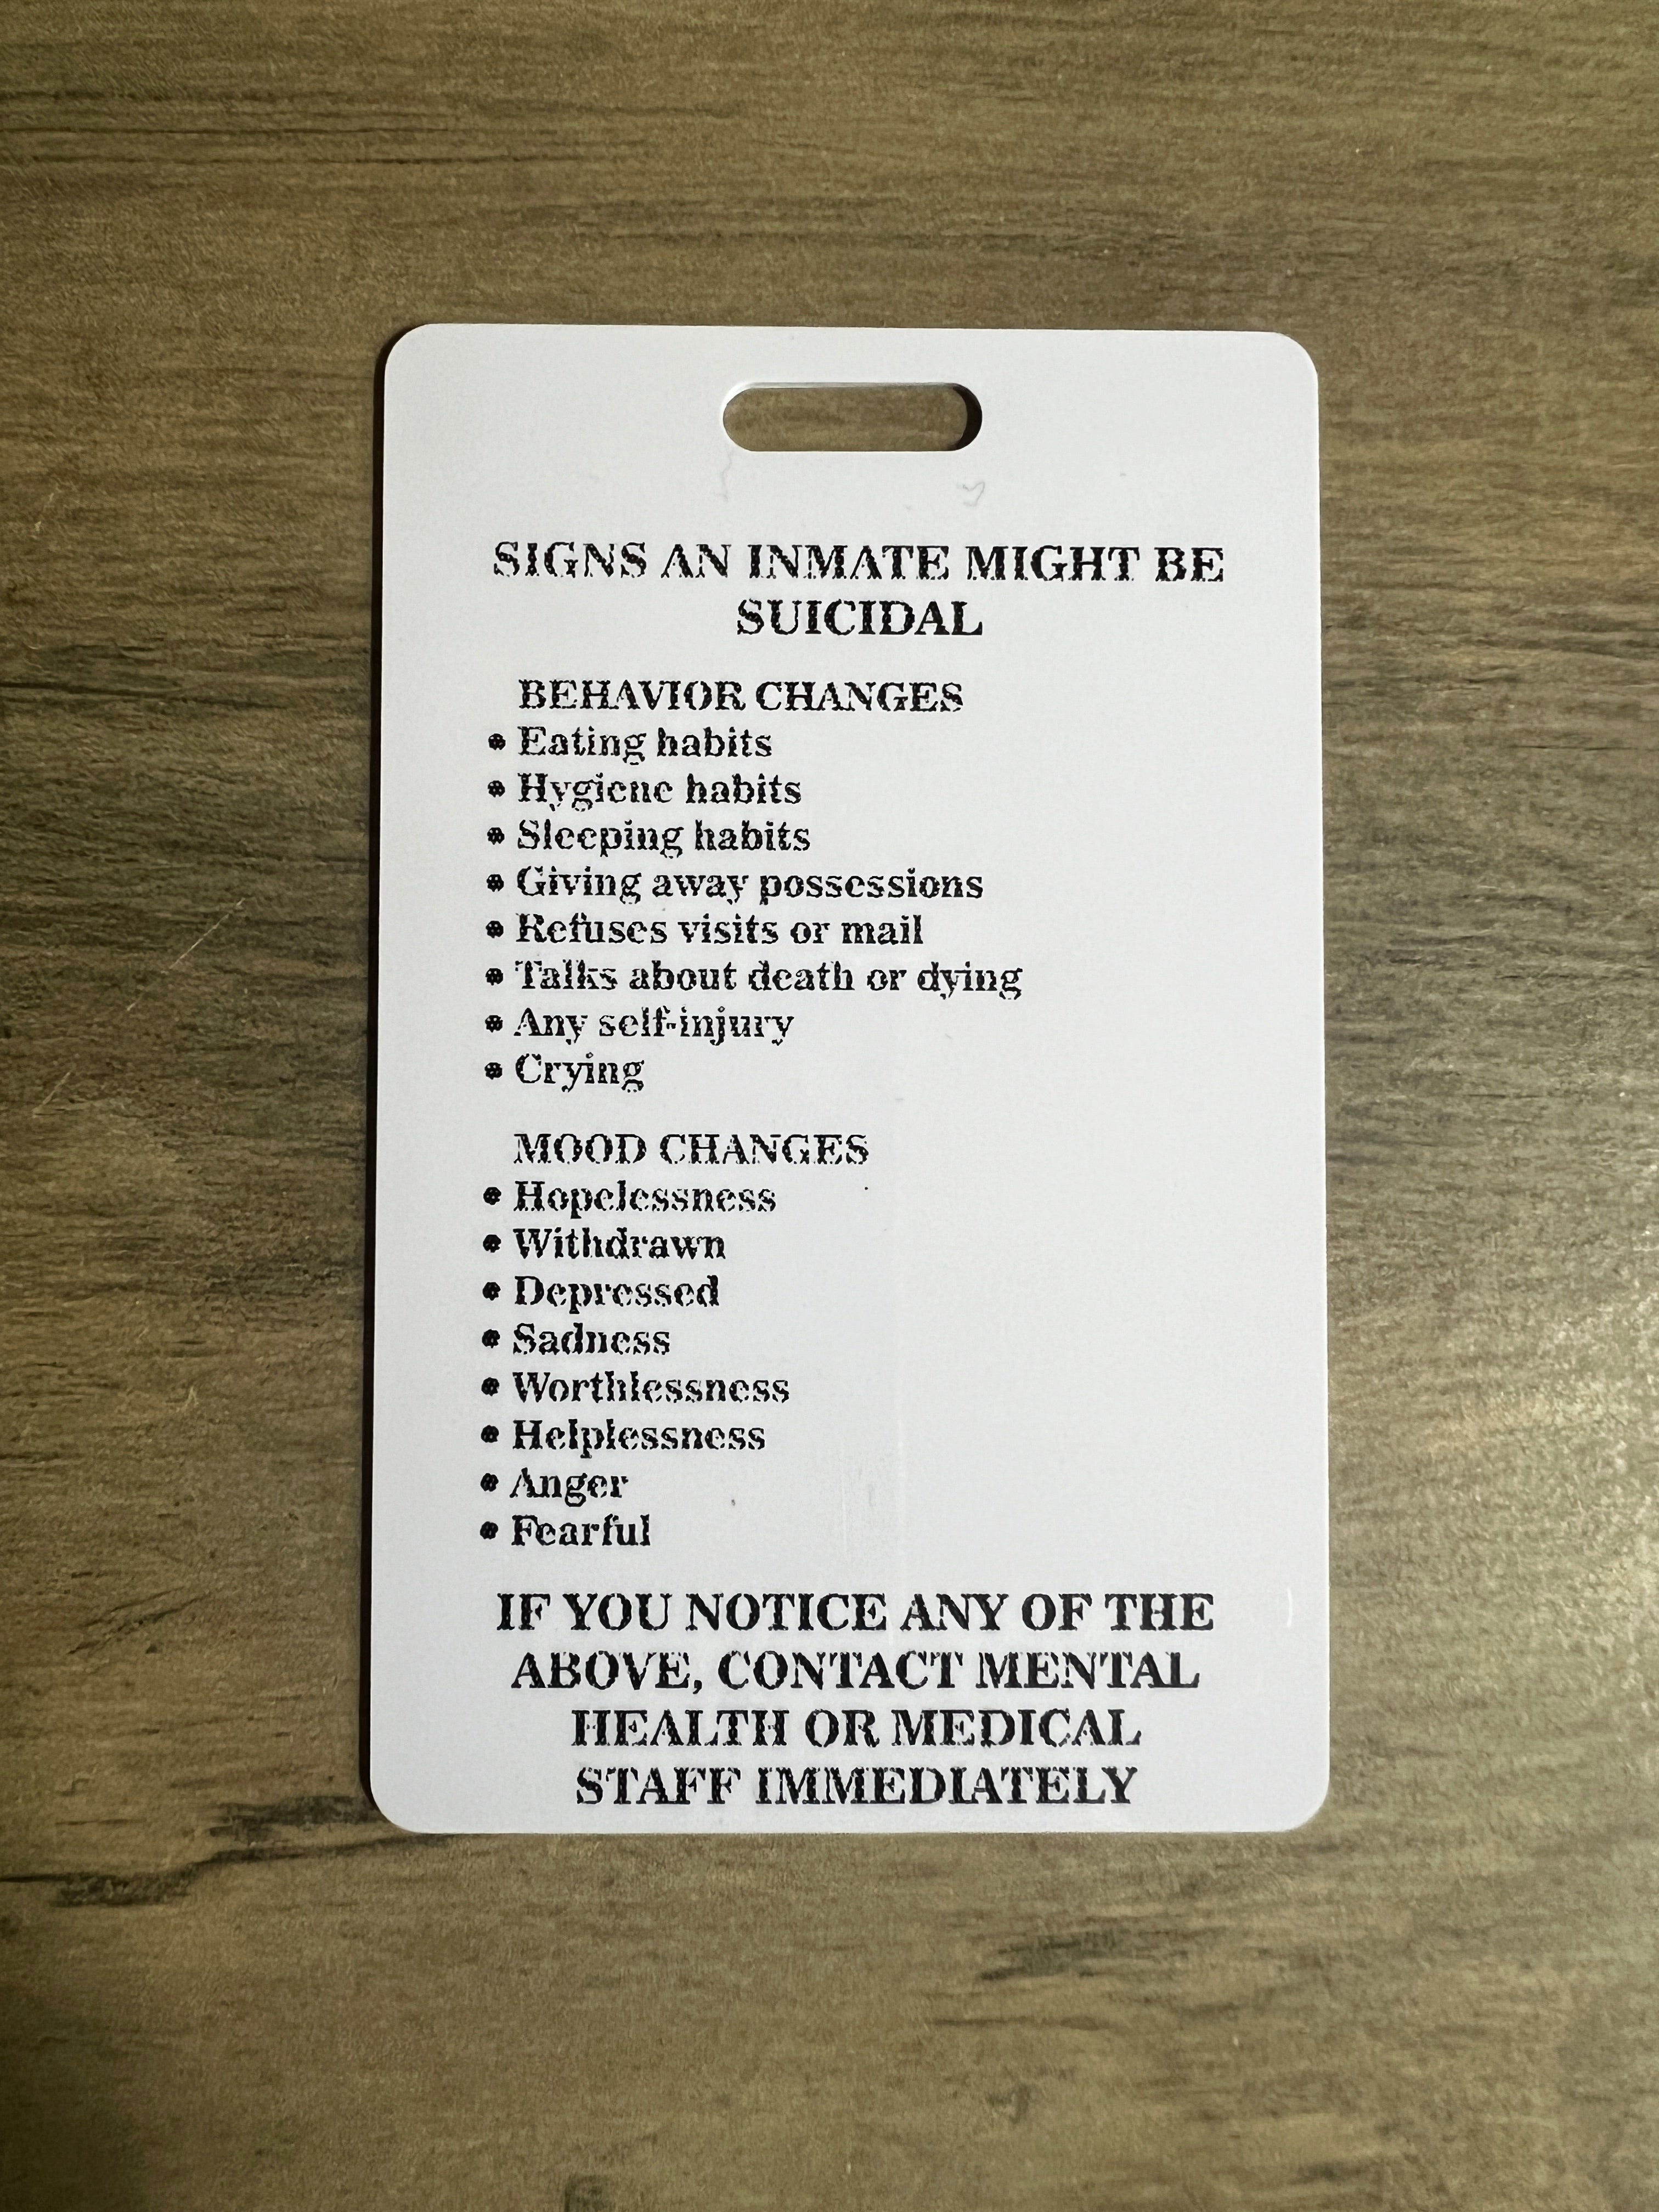 SIGNS AN INMATE MIGHT BE
SUICIDAL
BEHAVIOR CHANGES
• Eating habits
• Hygiene habits
• Sleeping habits
• Giving away possessions
• Refuses visits or mail
• Talks about death or dying
• Any self-injury
• Crying
MOOD CHANGES
• Hopelessness
• Withdrawn
• Depressed
• Sadness
• Worthlessness
• Helplessness
• Anger
• Fearful
IF YOU NOTICE ANY OF THE
ABOVE, CONTACT MENTAL
HEALTH OR MEDICAL
STAFF IMMEDIATELY